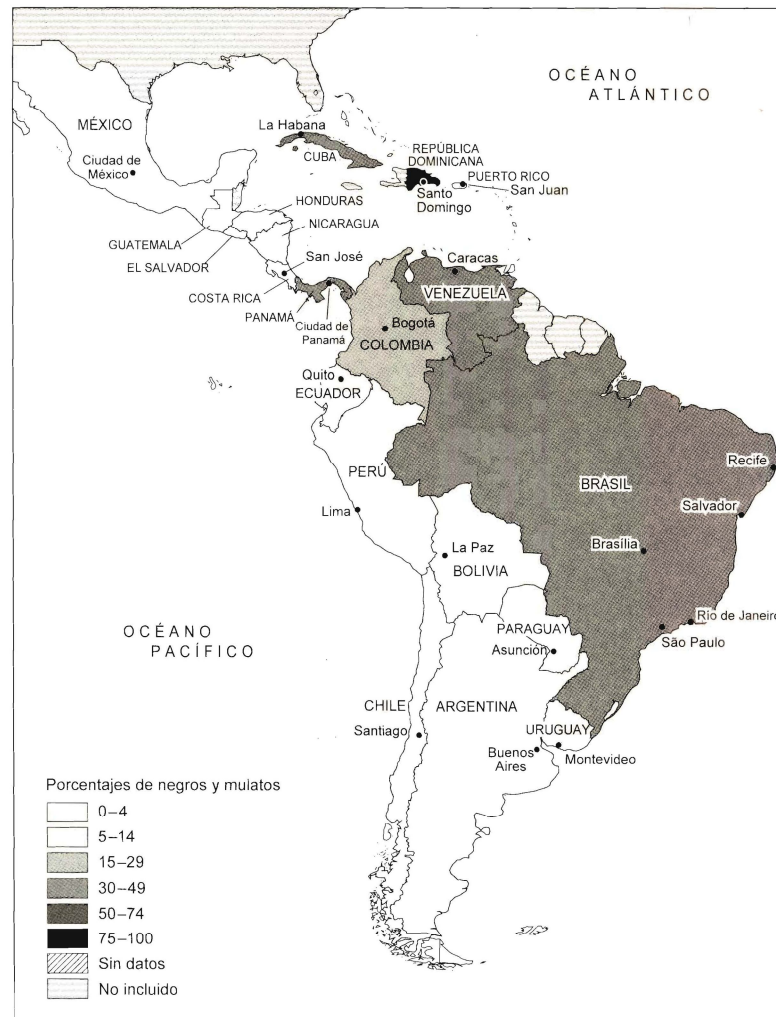 OCÉANO
ATLÁNTICO
MÉXICO
La Habana
Ciudad de
México
CUBA
REPÚBLICA
DOMINICANA
PUERTO RICO
San Juan
Santo
Domingo
HONDURAS
NICARAGUA
GUATEMALA
EL SALVADOR
San José
COSTA RICA
PANAMÁ
Ciudad de
Panamá
Caracas
VENEZUELA
Bogotá
COLOMBIA
Quito
ECUADOR
PERÚ
Lima
BRASIL
Recife
Salvador
Brasília
La Paz
BOLIVIA
Rio de Janeiro
São Paulo
PARAGUAY
Asunción
OCÉANO
PACÍFICO
CHILE
ARGENTINA
Santiago
URUGUAY
Buenos
Aires
Montevideo
Porcentajes de negros y mulatos
0–4
5–14
15–29
30–49
50–74
75–100
Sin datos
No incluido